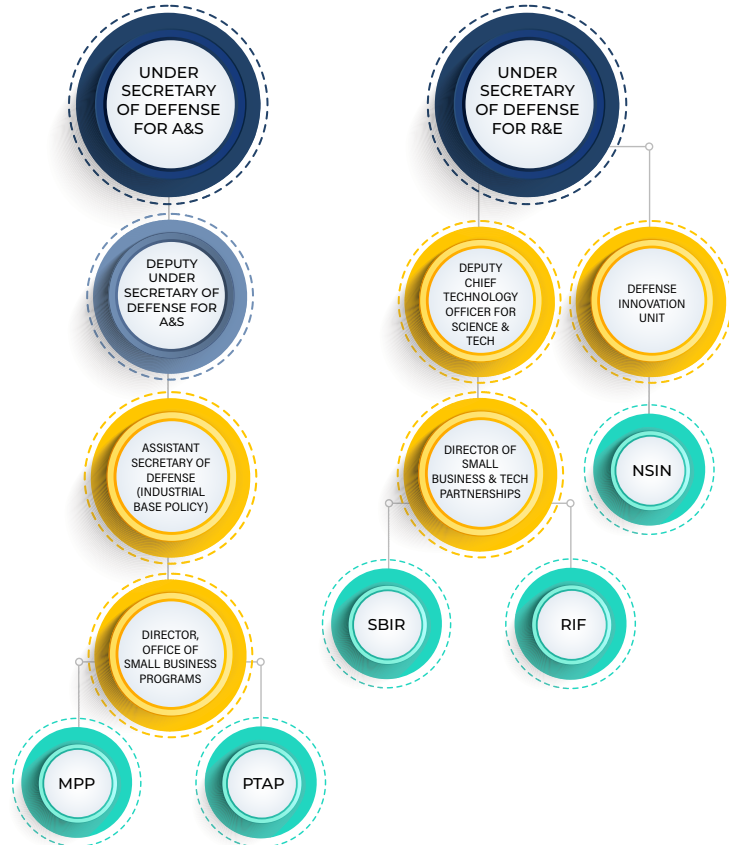 UNDER
SECRETARY
OF DEFENSE
FOR A&S
UNDER
SECRETARY
OF DEFENSE
FOR R&E
DEPUTY
UNDER
SECRETARY OF
DEFENSE FOR
A&S
DEPUTY
CHIEF
TECHNOLOGY
OFFICER FOR
SCIENCE &
TECH
DEFENSE
INNOVATION
UNIT
ASSISTANT
SECRETARY OF
DEFENSE
(INDUSTRIAL
BASE POLICY)
DIRECTOR OF
SMALL
BUSINESS & TECH
PARTNERSHIPS
NSIN
DIRECTOR,
OFFICE OF
SMALL BUSINESS
PROGRAMS
SBIR
RIF
MPP
PTAP